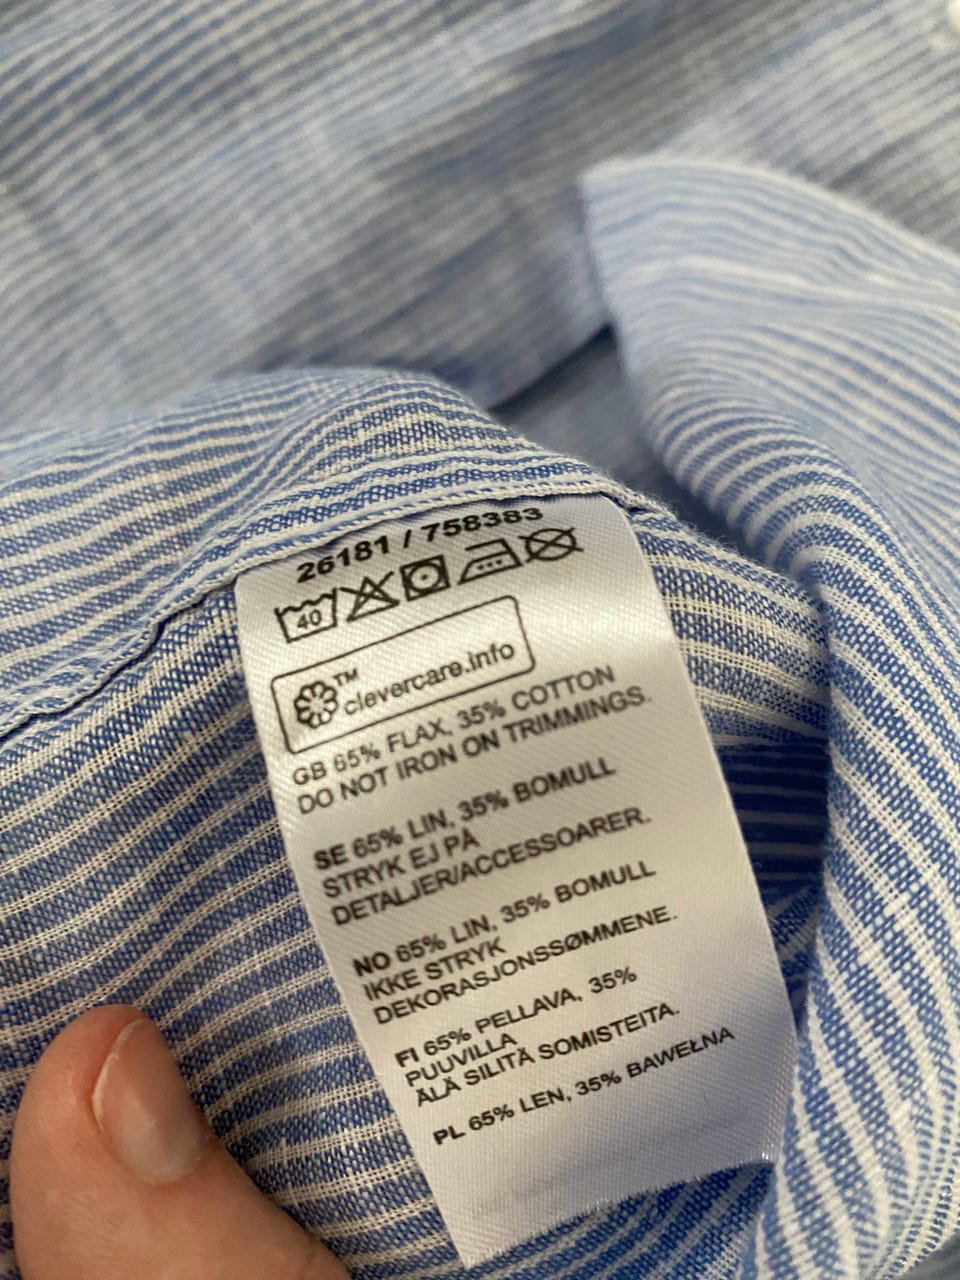 26181 / 758383
40
TM
clevercare.info
GB 65% FLAX, 35% COTTON
DO NOT IRON ON TRIMMINGS.
SE 65% LIN, 35% BOMULL
STRYK EJ PÅ
DETALJER/ACCESSOARER.
NO 65% LIN, 35% BOMULL
IKKE STRYK
DEKORASJONSSØMMENE.
FI 65% PELLAVA, 35%
PUUVILLA
ÄLÄ SILITÄ SOMISTEITA.
PL 65% LEN, 35% BAWEŁNA